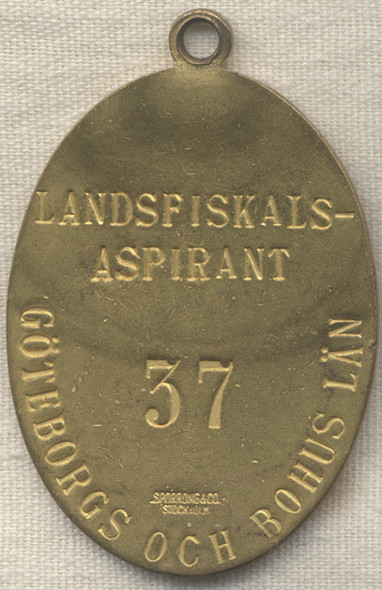 LANDSFISKALS-
ASPIRANT
37
SPORRONG & CO.
STOCKHOLM
GÖTEBORGS OCH BOHUS LÄN